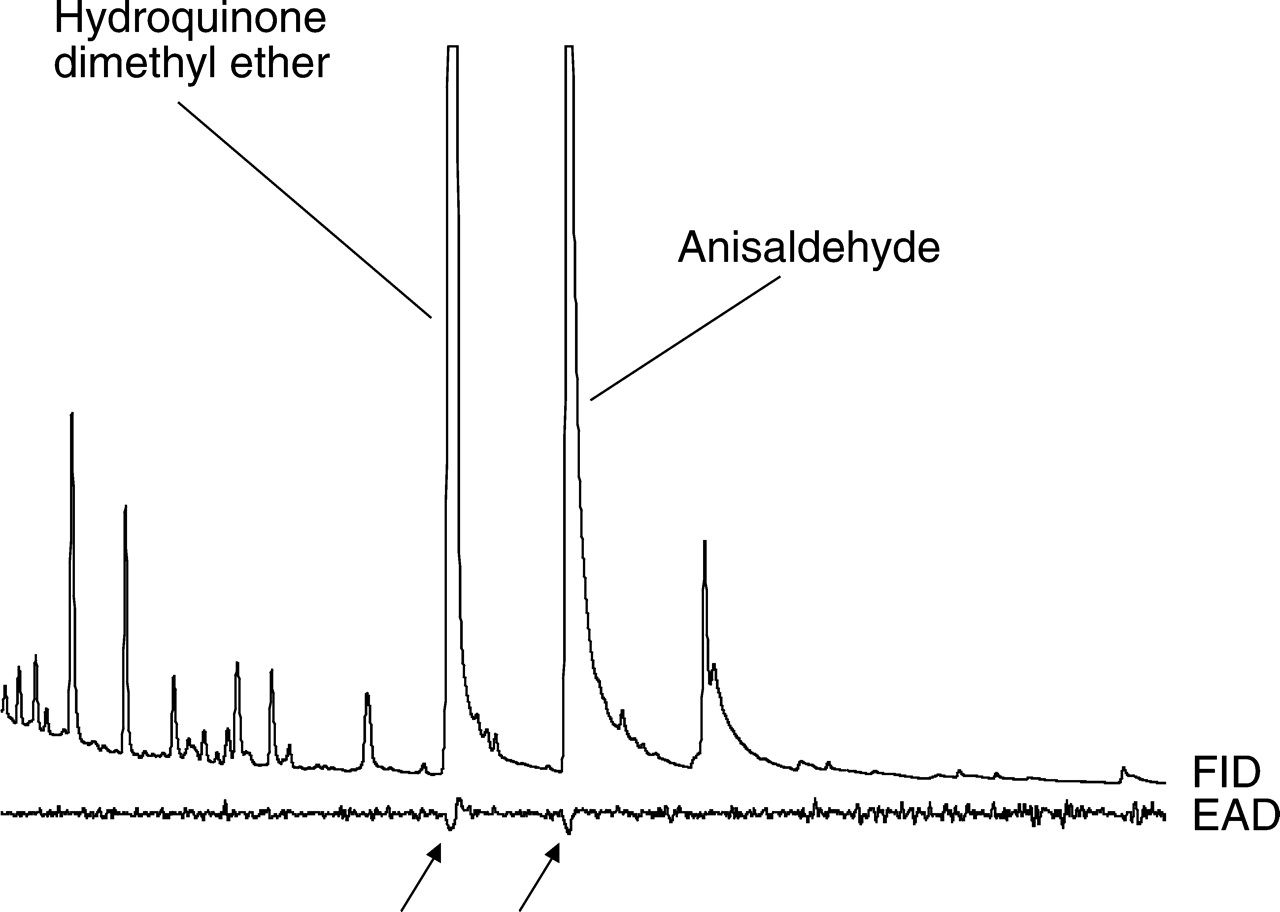 Hydroquinone
dimethyl ether
Anisaldehyde
FID
EAD